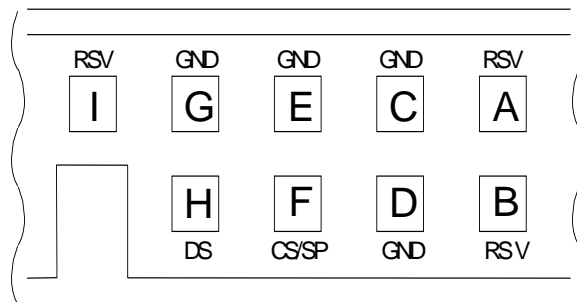 RSV GND GND GND RSV
I G E C A
H F D B
DS CS/SP GND RSV